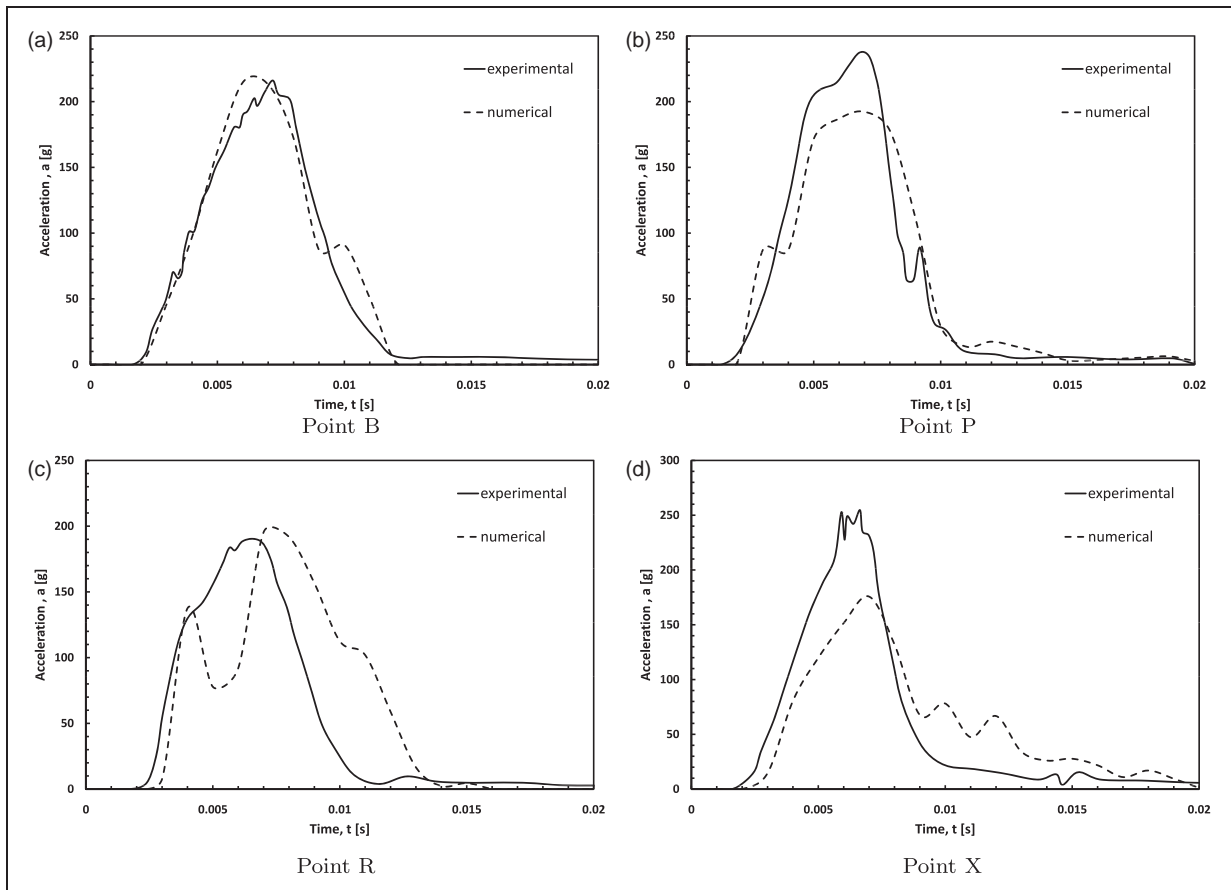 (a)
250
200
150
100
50
0
Acceleration , a [g]
experimental
numerical
0 0.005 0.01 0.015 0.02
Time, t [s]
Point B
(b)
250
200
150
100
50
0
Acceleration , a [g]
experimental
numerical
0 0.005 0.01 0.015 0.02
Time, t [s]
Point P
(c)
250
200
150
100
50
0
Acceleration , a [g]
experimental
numerical
0 0.005 0.01 0.015 0.02
Time, t [s]
Point R
(d)
300
250
200
150
100
50
0
Acceleration , a [g]
experimental
numerical
0 0.005 0.01 0.015 0.02
Time, t [s]
Point X